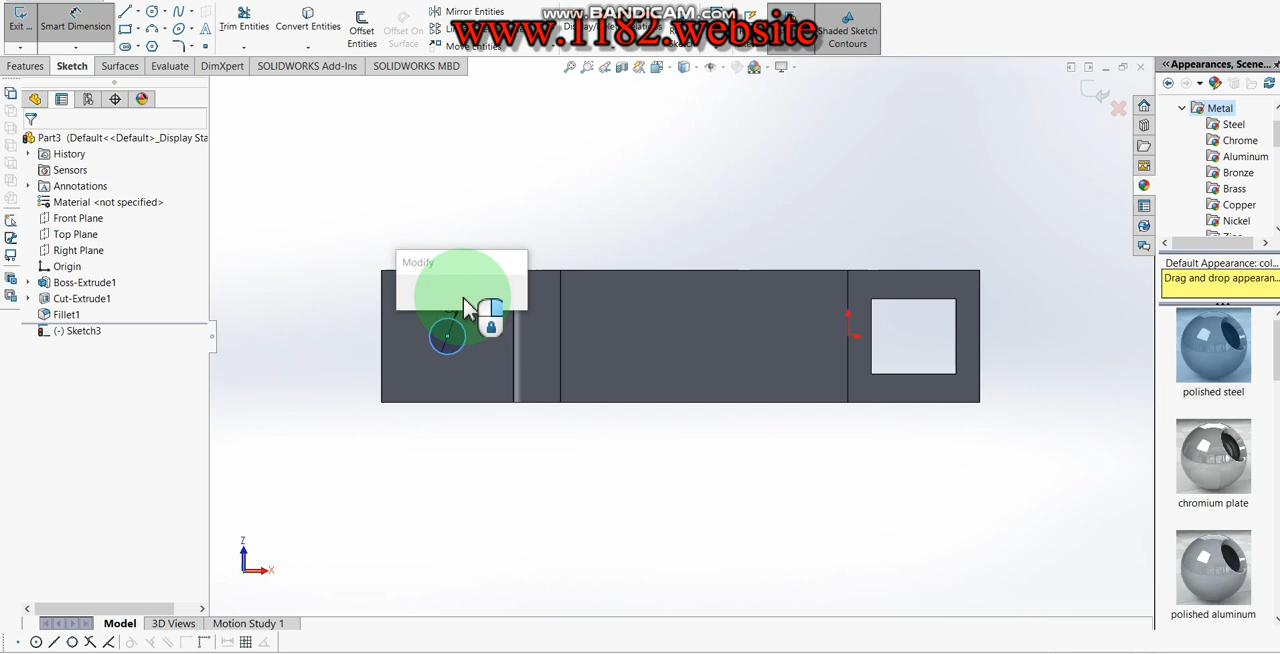 Exit ...
Smart Dimension
Trim Entities
Convert Entities
Offset Entities
Offset On Surface
Mirror Entities
Move Entities
www.BANDICAM.com
www.1182.website
Shaded Sketch Contours
Features
Sketch
Surfaces
Evaluate
DimXpert
SOLIDWORKS Add-Ins
SOLIDWORKS MBD
Part3 (Default<<Default>_Display Sta
History
Sensors
Annotations
Material <not specified>
Front Plane
Top Plane
Right Plane
Origin
Boss-Extrude1
Cut-Extrude1
Fillet1
(-) Sketch3
Modify
Z
X
Model
3D Views
Motion Study 1
Appearances, Scene...
Metal
Steel
Chrome
Aluminum
Bronze
Brass
Copper
Nickel
Default Appearance: col...
Drag and drop appearan...
polished steel
chromium plate
polished aluminum